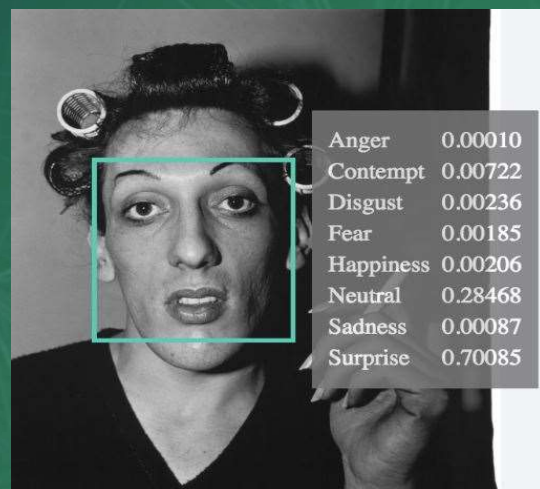 Anger 0.00010
Contempt 0.00722
Disgust 0.00236
Fear 0.00185
Happiness 0.00206
Neutral 0.28468
Sadness 0.00087
Surprise 0.70085